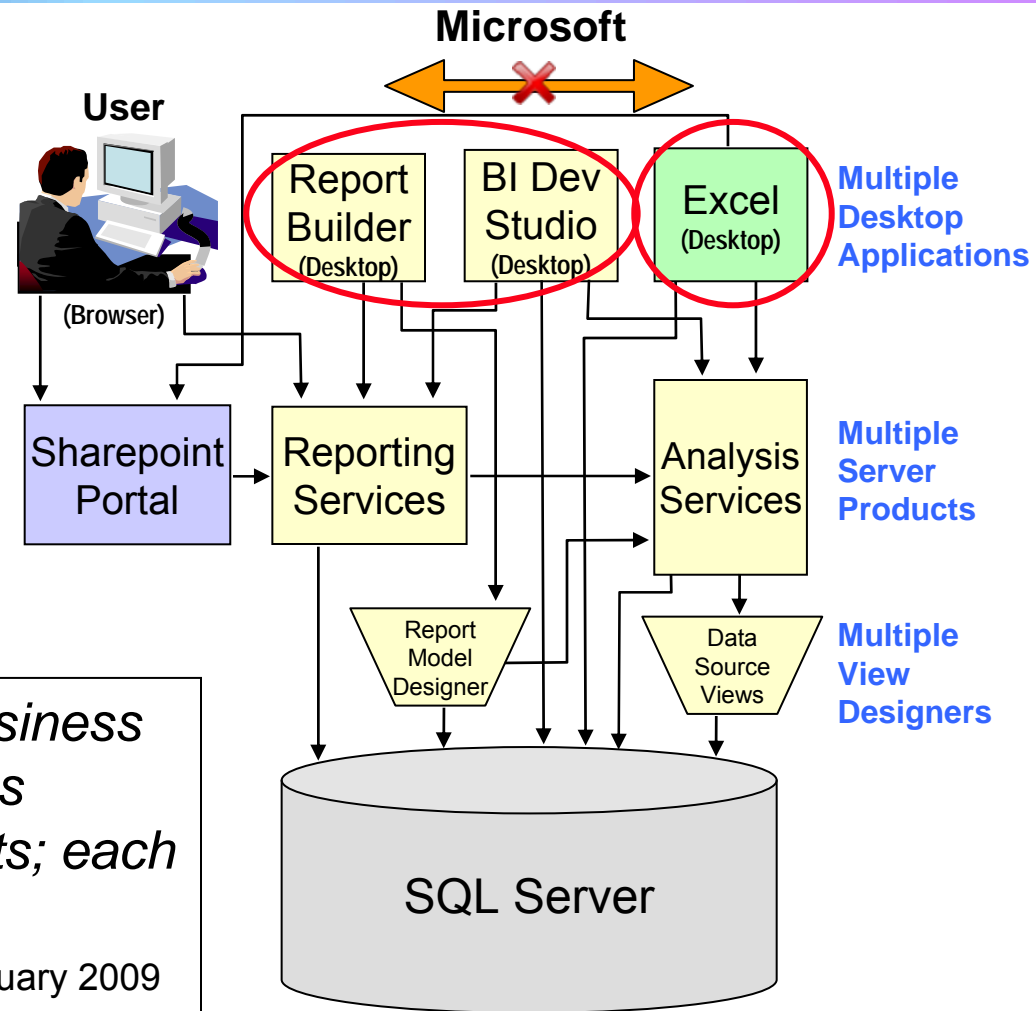 Microsoft
User
(Browser)
Report
Builder
(Desktop)
BI Dev
Studio
(Desktop)
Excel
(Desktop)
Multiple
Desktop
Applications
Sharepoint
Portal
Reporting
Services
Analysis
Services
Multiple
Server
Products
Report
Model
Designer
Data
Source
Views
Multiple
View
Designers
SQL Server
siness
s
ts; each
uary 2009